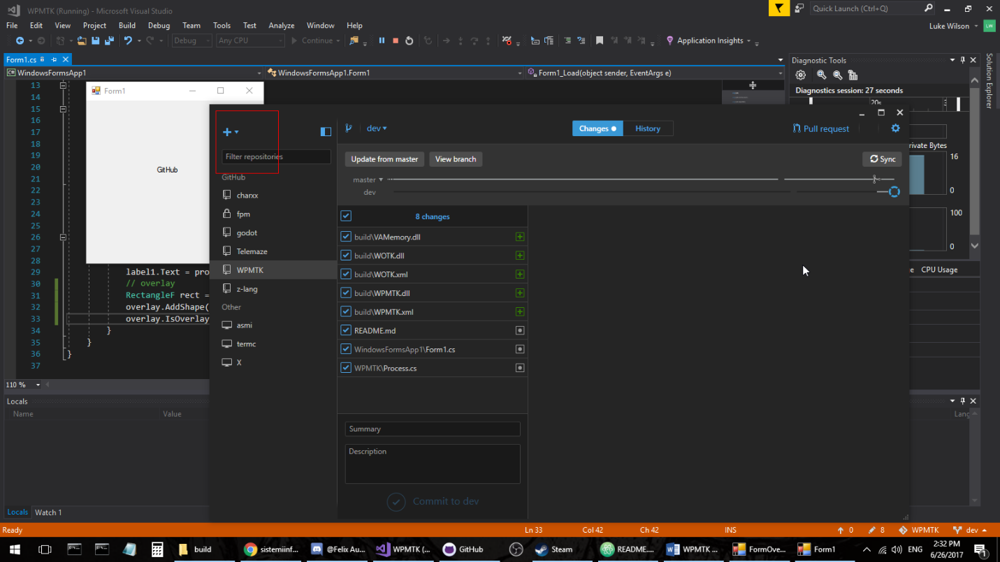 WPMTK (Running) - Microsoft Visual Studio
Quick Launch (Ctrl+Q)
File Edit View Project Build Debug Team Tools Test Analyze Window Help
Luke Wilson LW
Debug Any CPU Continue Application Insights
Form1.cs
WindowsFormsApp1 WindowsFormsApp1.Form1 Form1_Load(object sender, EventArgs e)
Diagnostic Tools
Solution Explorer
Diagnostics session: 27 seconds
20s
13
14
15
16
17
18
19
20
21
22
23
24
25
26
27
28
29 label1.Text = pro
30 // overlay
31 RectangleF rect =
32 overlay.AddShape(
33 overlay.IsOverlay
34 }
35 }
36 }
37
Form1
GitHub
Filter repositories
GitHub
charxx
fpm
godot
Telemaze
WPMTK
z-lang
Other
asmi
termc
X
dev
Changes History
Pull request
Update from master View branch Sync
master
dev
8 changes
build\VAMemory.dll
build\WOTK.dll
build\WOTK.xml
build\WPMTK.dll
build\WPMTK.xml
README.md
WindowsFormsApp1\Form1.cs
WPMTK\Process.cs
Summary
Description
Commit to dev
rivate Bytes
16
0
100
0
e CPU Usage
110 %
Locals
Name Value
Lang
Locals Watch 1
Ready Ln 33 Col 42 Ch 42 INS 0 8 WPMTK dev
build sistemiinf... @Felix Au... WPMTK (... GitHub Steam README.... WPMTK ... FormOve... Form1 ENG 2:32 PM
6/26/2017 1